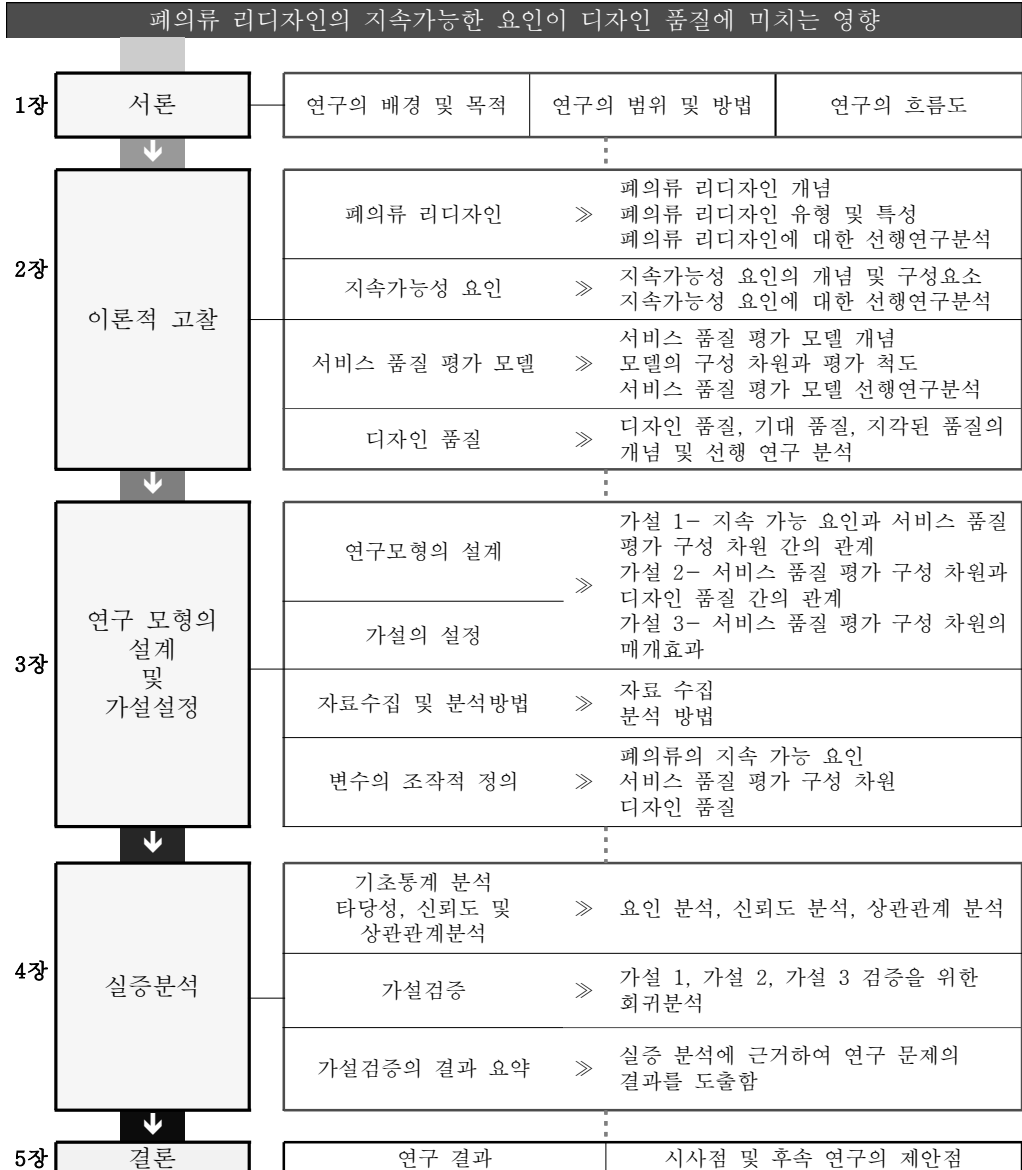 폐의류 리디자인의 지속가능한 요인이 디자인 품질에 미치는 영향
1장
서론
연구의 배경 및 목적
연구의 범위 및 방법
연구의 흐름도
2장
이론적 고찰
폐의류 리디자인
≫
폐의류 리디자인 개념
폐의류 리디자인 유형 및 특성
폐의류 리디자인에 대한 선행연구분석
지속가능성 요인
≫
지속가능성 요인의 개념 및 구성요소
지속가능성 요인에 대한 선행연구분석
서비스 품질 평가 모델
≫
서비스 품질 평가 모델 개념
모델의 구성 차원과 평가 척도
서비스 품질 평가 모델 선행연구분석
디자인 품질
≫
디자인 품질, 기대 품질, 지각된 품질의
개념 및 선행 연구 분석
3장
연구 모형의
설계
및
가설설정
연구모형의 설계
가설의 설정
≫
가설 1- 지속 가능 요인과 서비스 품질
평가 구성 차원 간의 관계
가설 2- 서비스 품질 평가 구성 차원과
디자인 품질 간의 관계
가설 3- 서비스 품질 평가 구성 차원의
매개효과
자료수집 및 분석방법
≫
자료 수집
분석 방법
변수의 조작적 정의
≫
폐의류의 지속 가능 요인
서비스 품질 평가 구성 차원
디자인 품질
4장
실증분석
기초통계 분석
타당성, 신뢰도 및
상관관계분석
≫
요인 분석, 신뢰도 분석, 상관관계 분석
가설검증
≫
가설 1, 가설 2, 가설 3 검증을 위한
회귀분석
가설검증의 결과 요약
≫
실증 분석에 근거하여 연구 문제의
결과를 도출함
5장
결론
연구 결과
시사점 및 후속 연구의 제안점